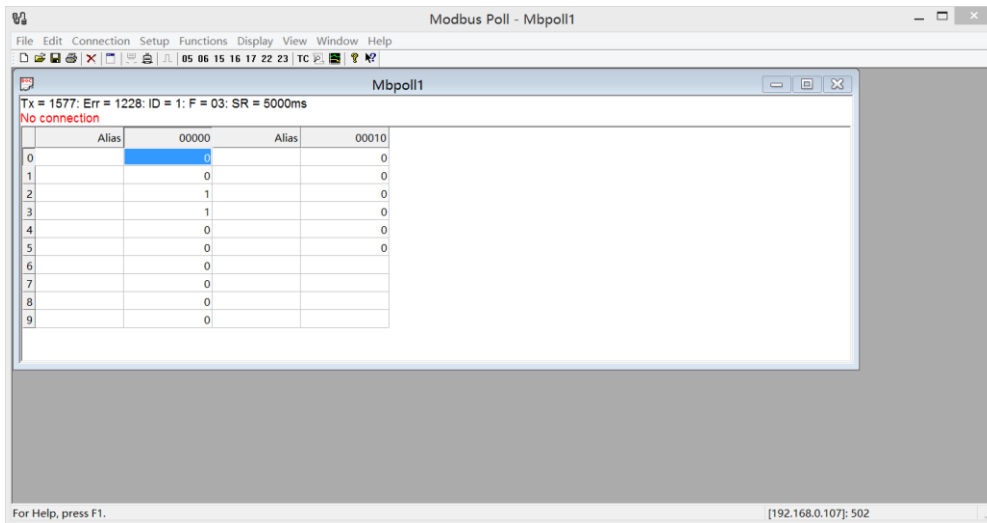 Modbus Poll - Mbpoll1
File Edit Connection Setup Functions Display View Window Help
05 06 15 16 17 22 23 TC
Mbpoll1
Tx = 1577: Err = 1228: ID = 1: F = 03: SR = 5000ms
No connection
Alias 00000 Alias 00010
0 0 0
1 0 0
2 1 0
3 1 0
4 0 0
5 0 0
6 0
7 0
8 0
9 0
For Help, press F1. [192.168.0.107]: 502